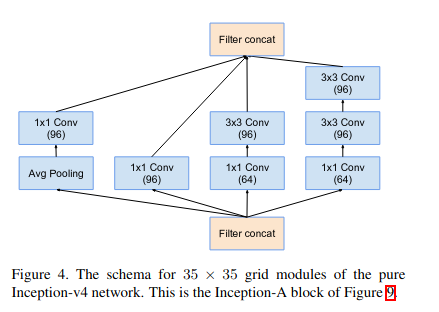 Filter concat
3x3 Conv
(96)
1x1 Conv
(96)
3x3 Conv
(96)
3x3 Conv
(96)
Avg Pooling
1x1 Conv
(96)
1x1 Conv
(64)
1x1 Conv
(64)
Filter concat
Figure 4. The schema for 35 × 35 grid modules of the pure
Inception-v4 network. This is the Inception-A block of Figure 9.